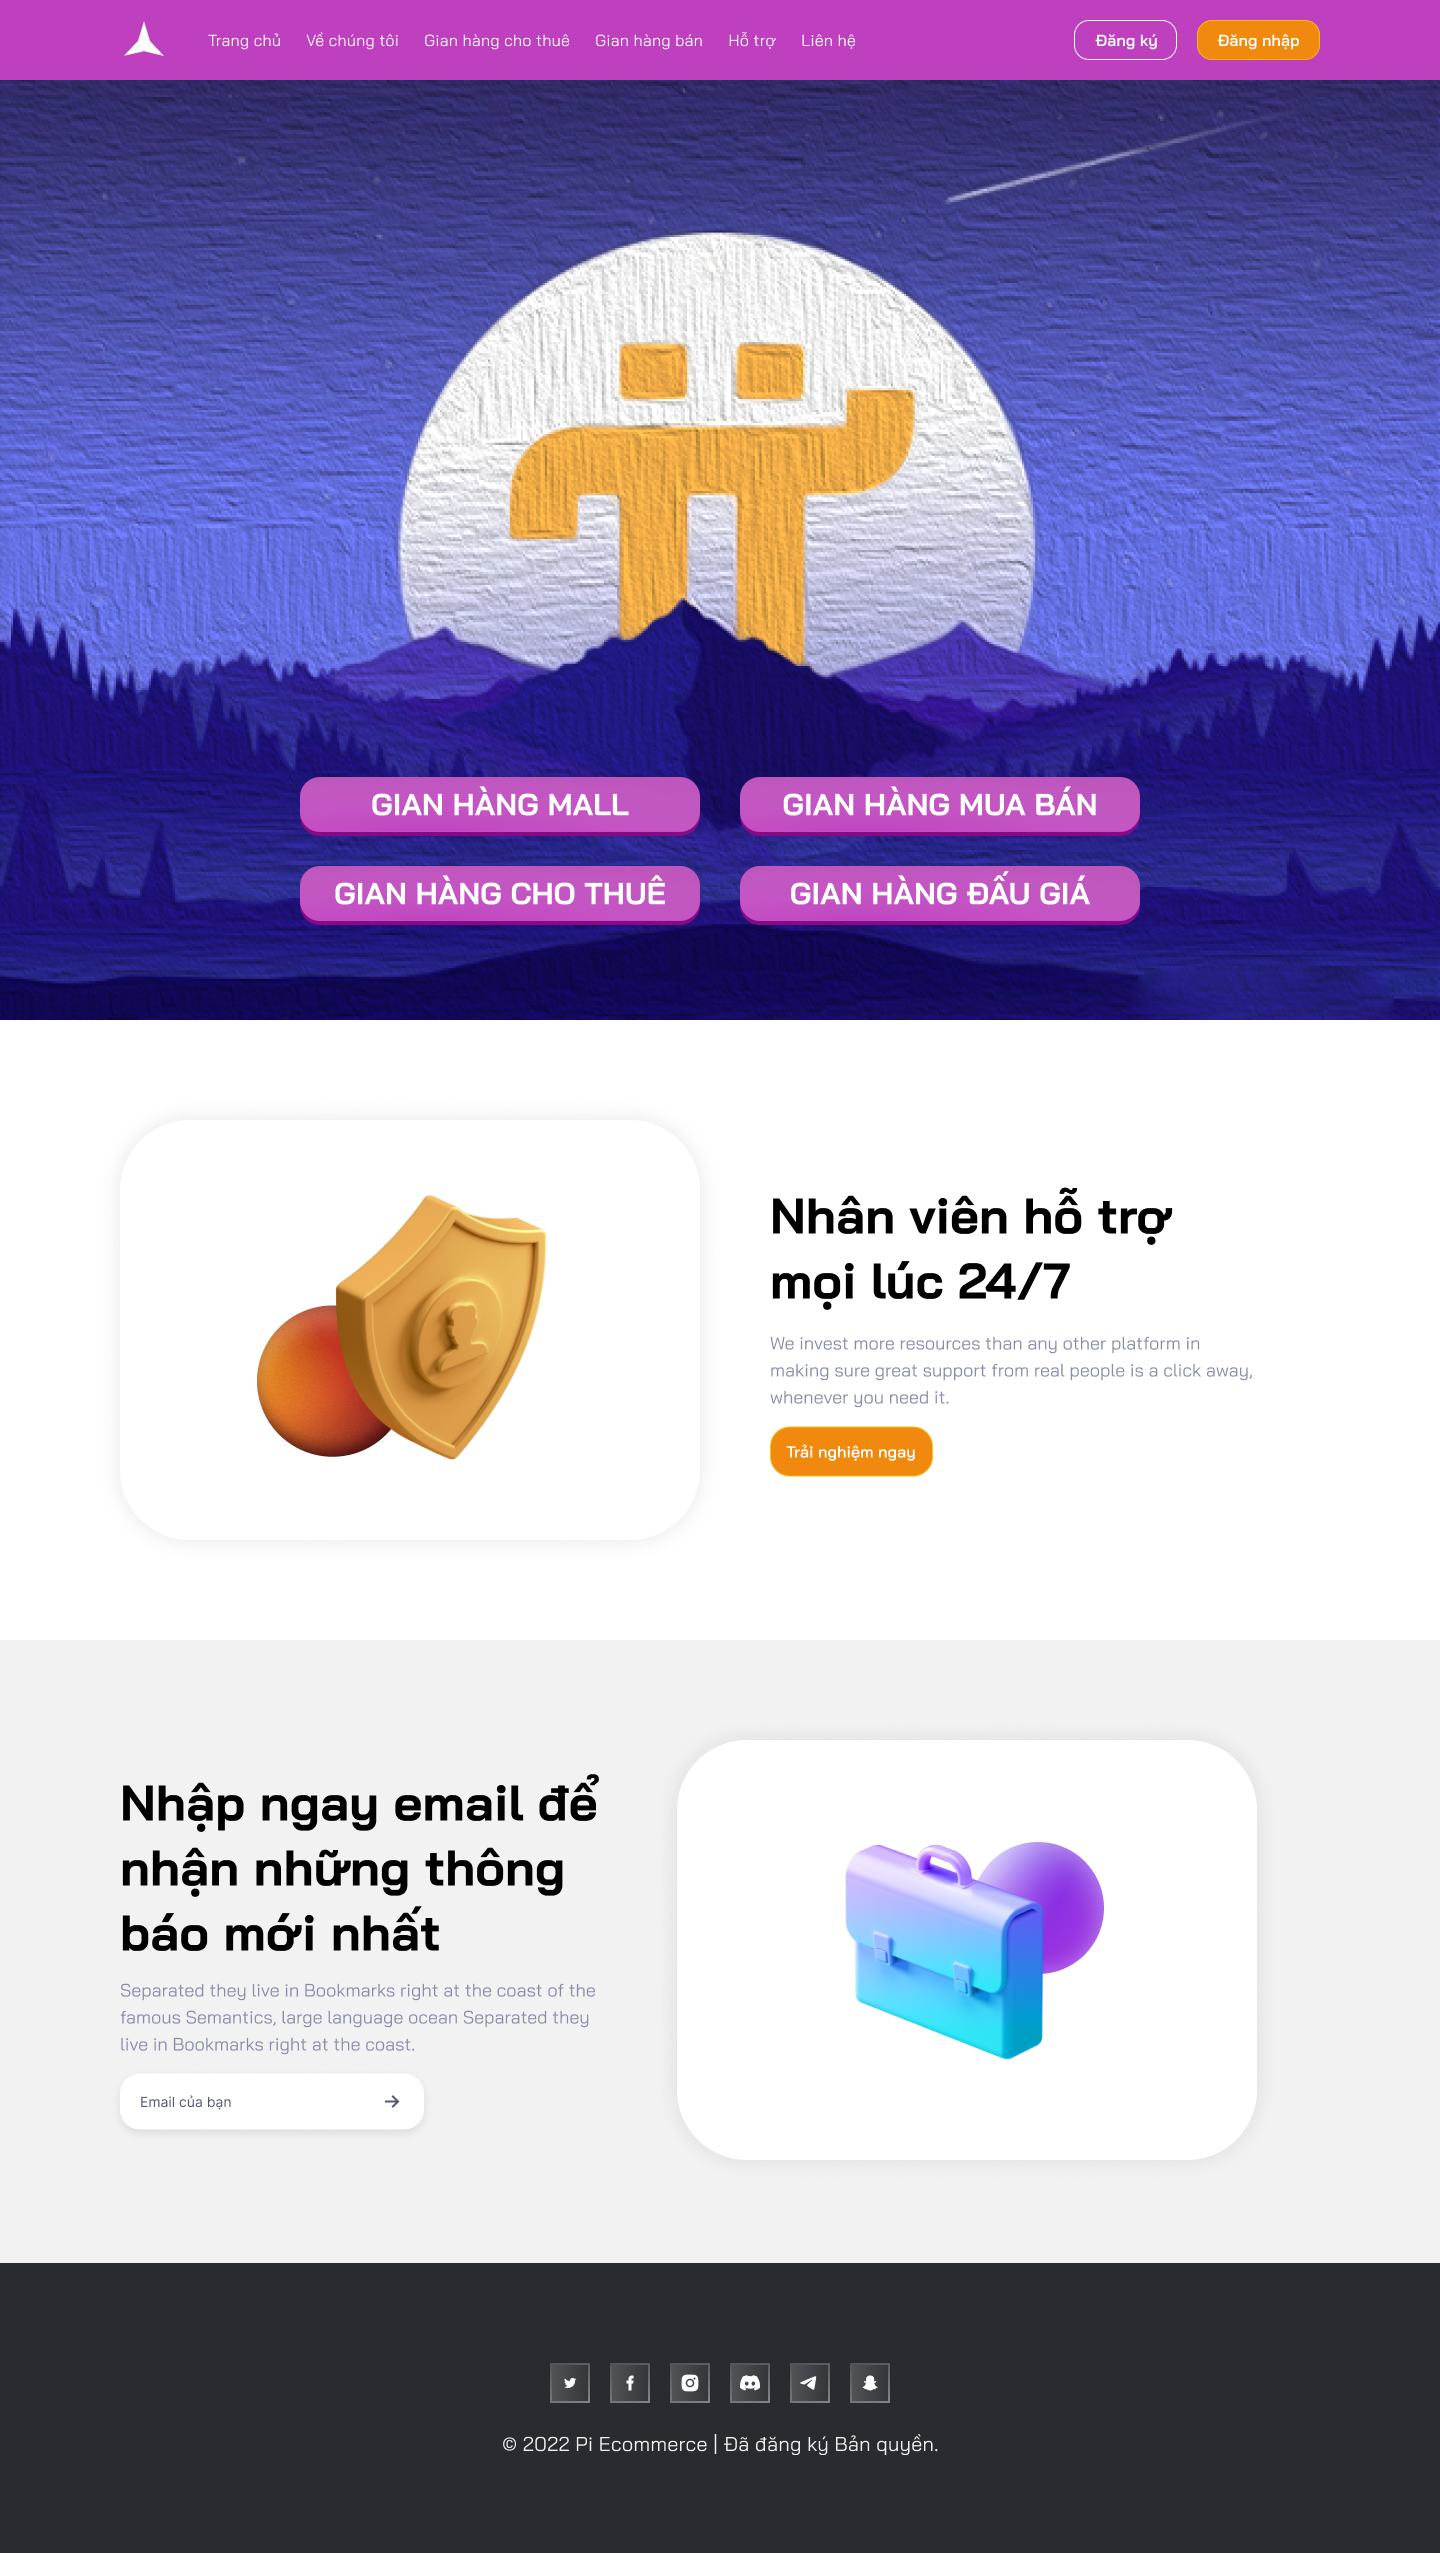 Trang chủ Về chúng tôi Gian hàng cho thuê Gian hàng bán Hỗ trợ Liên hệ Đăng ký Đăng nhập
GIAN HÀNG MALL GIAN HÀNG MUA BÁN
GIAN HÀNG CHO THUÊ GIAN HÀNG ĐẤU GIÁ
Nhân viên hỗ trợ
mọi lúc 24/7
We invest more resources than any other platform in
making sure great support from real people is a click away,
whenever you need it.
Trải nghiệm ngay
Nhập ngay email để
nhận những thông
báo mới nhất
Separated they live in Bookmarks right at the coast of the
famous Semantics, large language ocean Separated they
live in Bookmarks right at the coast.
Email của bạn
© 2022 Pi Ecommerce | Đã đăng ký Bản quyền.